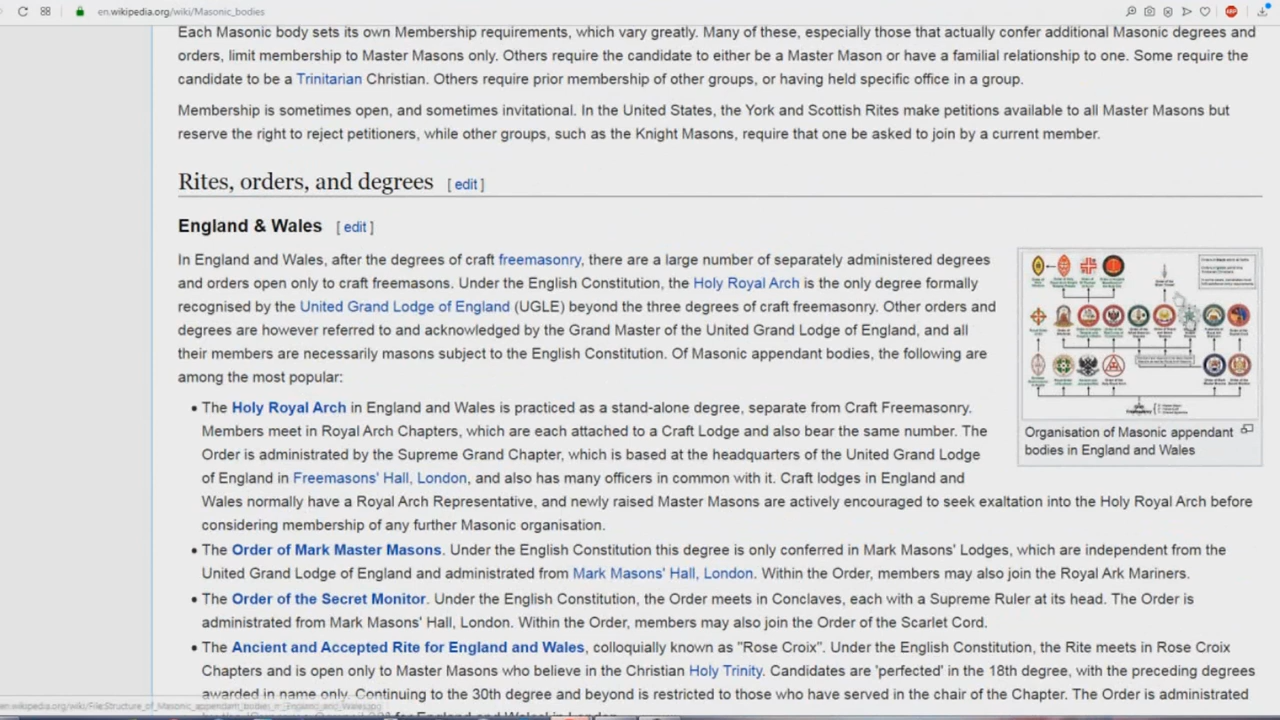 en.wikipedia.org/wiki/Masonic_bodies
Each Masonic body sets its own Membership requirements, which vary greatly. Many of these, especially those that actually confer additional Masonic degrees and
orders, limit membership to Master Masons only. Others require the candidate to either be a Master Mason or have a familial relationship to one. Some require the
candidate to be a Trinitarian Christian. Others require prior membership of other groups, or having held specific office in a group.
Membership is sometimes open, and sometimes invitational. In the United States, the York and Scottish Rites make petitions available to all Master Masons but
reserve the right to reject petitioners, while other groups, such as the Knight Masons, require that one be asked to join by a current member.
Rites, orders, and degrees [ edit ]
England & Wales [ edit ]
In England and Wales, after the degrees of craft freemasonry, there are a large number of separately administered degrees
and orders open only to craft freemasons. Under the English Constitution, the Holy Royal Arch is the only degree formally
recognised by the United Grand Lodge of England (UGLE) beyond the three degrees of craft freemasonry. Other orders and
degrees are however referred to and acknowledged by the Grand Master of the United Grand Lodge of England, and all
their members are necessarily masons subject to the English Constitution. Of Masonic appendant bodies, the following are
among the most popular:
Organisation of Masonic appendant
bodies in England and Wales
• The Holy Royal Arch in England and Wales is practiced as a stand-alone degree, separate from Craft Freemasonry.
Members meet in Royal Arch Chapters, which are each attached to a Craft Lodge and also bear the same number. The
Order is administrated by the Supreme Grand Chapter, which is based at the headquarters of the United Grand Lodge
of England in Freemasons' Hall, London, and also has many officers in common with it. Craft lodges in England and
Wales normally have a Royal Arch Representative, and newly raised Master Masons are actively encouraged to seek exaltation into the Holy Royal Arch before
considering membership of any further Masonic organisation.
• The Order of Mark Master Masons. Under the English Constitution this degree is only conferred in Mark Masons' Lodges, which are independent from the
United Grand Lodge of England and administrated from Mark Masons' Hall, London. Within the Order, members may also join the Royal Ark Mariners.
• The Order of the Secret Monitor. Under the English Constitution, the Order meets in Conclaves, each with a Supreme Ruler at its head. The Order is
administrated from Mark Masons' Hall, London. Within the Order, members may also join the Order of the Scarlet Cord.
• The Ancient and Accepted Rite for England and Wales, colloquially known as "Rose Croix". Under the English Constitution, the Rite meets in Rose Croix
Chapters and is open only to Master Masons who believe in the Christian Holy Trinity. Candidates are 'perfected' in the 18th degree, with the preceding degrees
awarded in name only. Continuing to the 30th degree and beyond is restricted to those who have served in the chair of the Chapter. The Order is administrated
en.wikipedia.org/wiki/File:Structure_of_Masonic_appendant_bodies_in_England_and_Wales.jpg